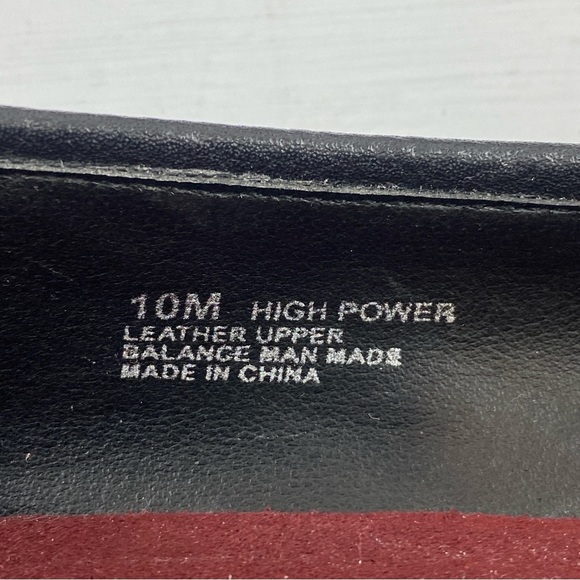 10M HIGH POWER
LEATHER UPPER
BALANCE MAN MADE
MADE IN CHINA